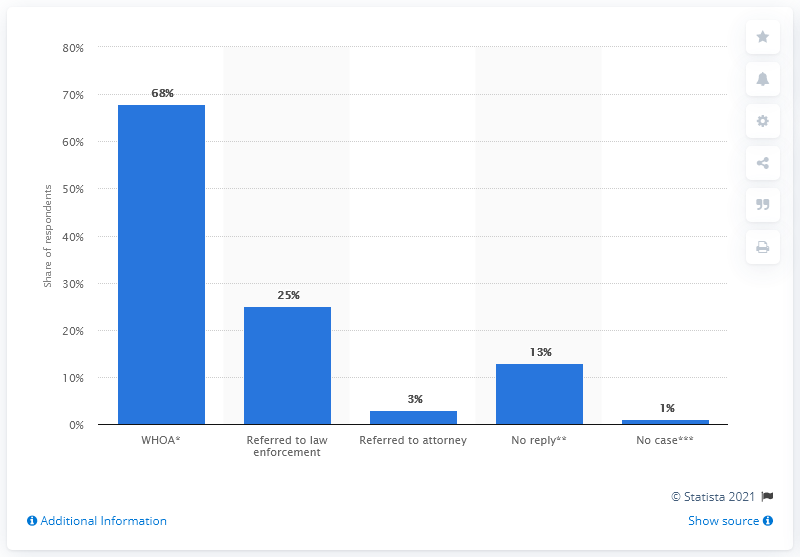 80%
70%
60%
50%
40%
30%
20%
10%
0%
Share of respondents
68%
25%
3%
13%
1%
WHOA*
Referred to law
enforcement
Referred to attorney
No reply**
No case***
© Statista 2021
Additional Information
Show source